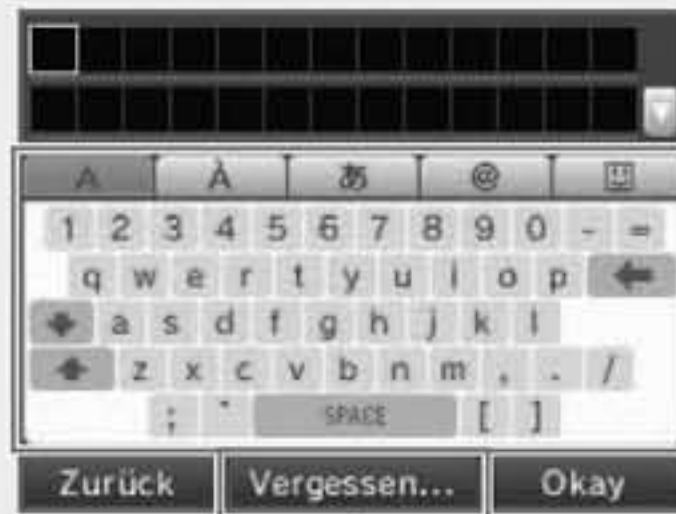 A À あ @
1 2 3 4 5 6 7 8 9 0 - =
q w e r t y u i o p
a s d f g h j k l
z x c v b n m , . /
; ' SPACE [ ]
Zurück Vergessen... Okay